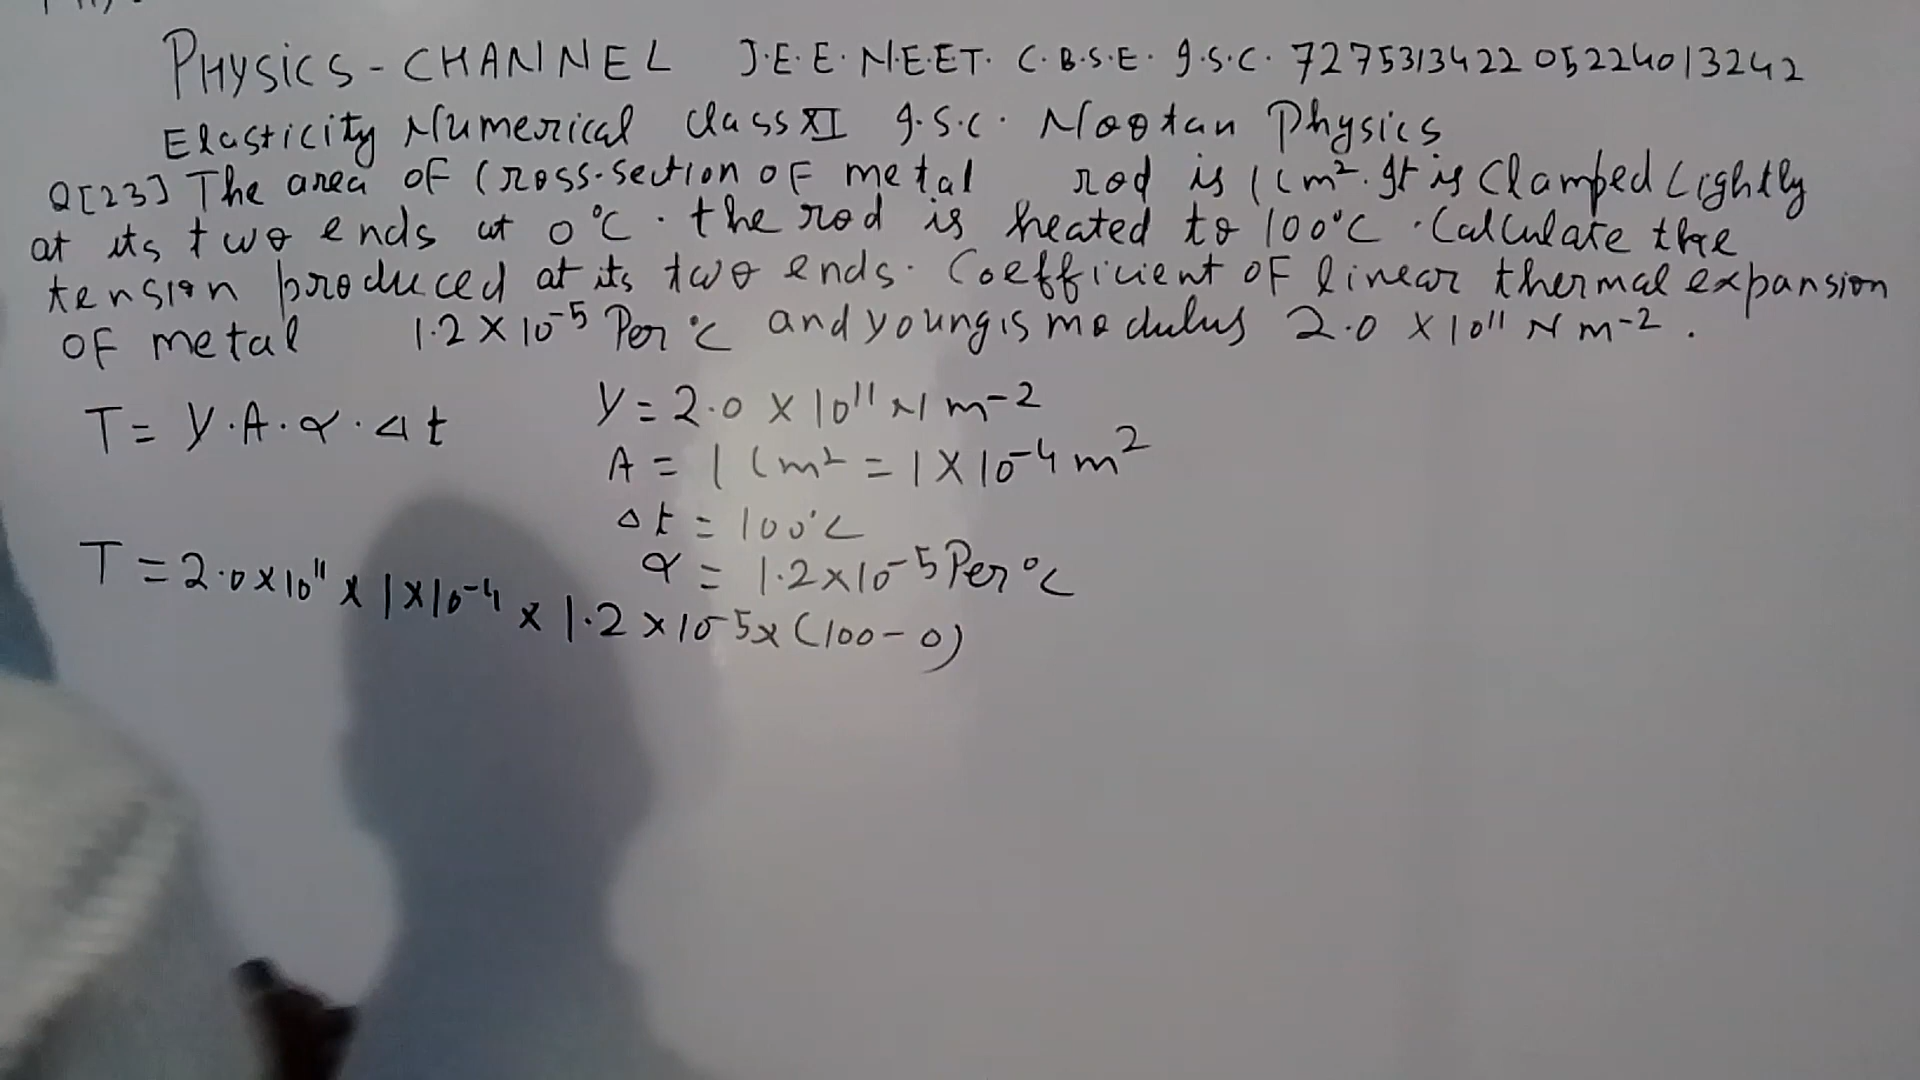 PHYSICS-CHANNEL J.E.E. N.E.E.T. C.B.S.E. I.S.C. 7275313422 05224013242
Elasticity Numerical class XI I.S.C. Nootan Physics
Q[23] The area of Cross-section of metal rod is 1 cm². It is Clamped Lightly
at its two ends at 0°C. the rod is heated to 100°C. Calculate the
tension produced at its two ends. Coefficient of linear thermal expansion
of metal 1.2 × 10⁻⁵ Per °C and young is modulus 2.0 × 10¹¹ N m⁻².
T = Y.A.α.Δt
Y = 2.0 × 10¹¹ N m⁻²
A = 1 cm² = 1 × 10⁻⁴ m²
Δt = 100°C
α = 1.2×10⁻⁵ Per °C
T = 2.0×10¹¹ × 1×10⁻⁴ × 1.2 × 10⁻⁵ × (100-0)